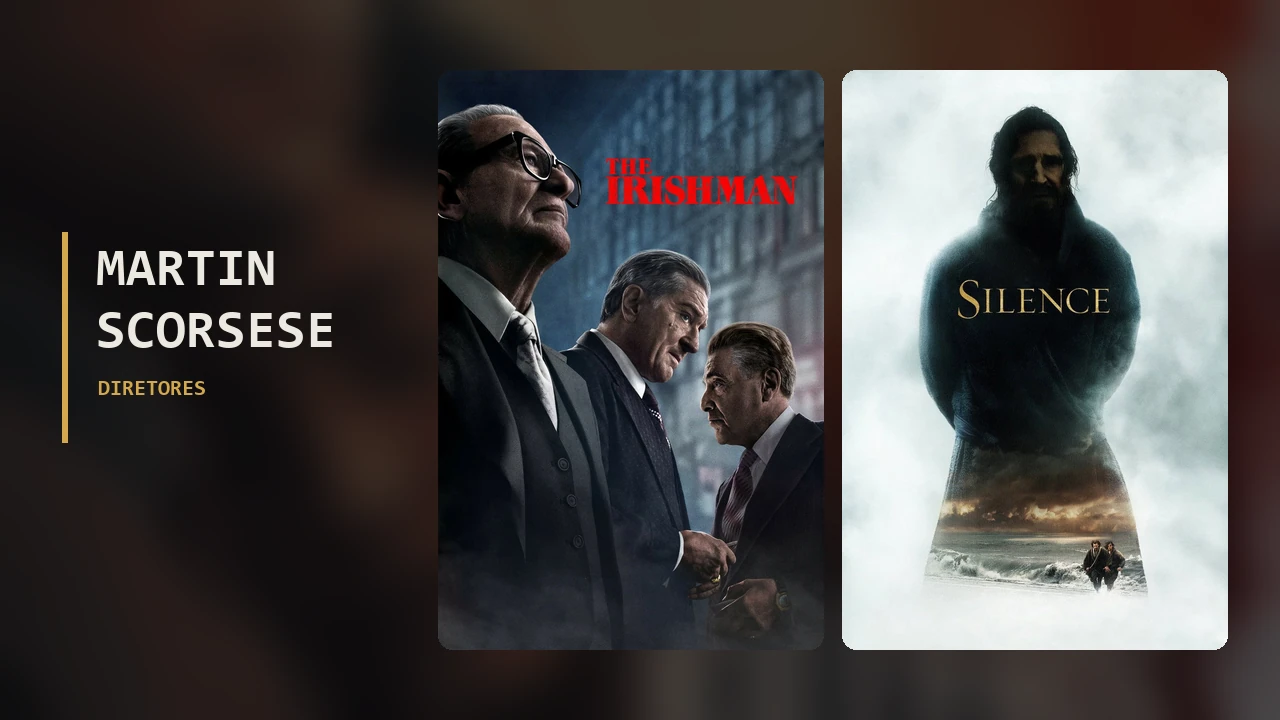 MARTIN
SCORSESE
DIRETORES
THE
IRISHMAN
SILENCE